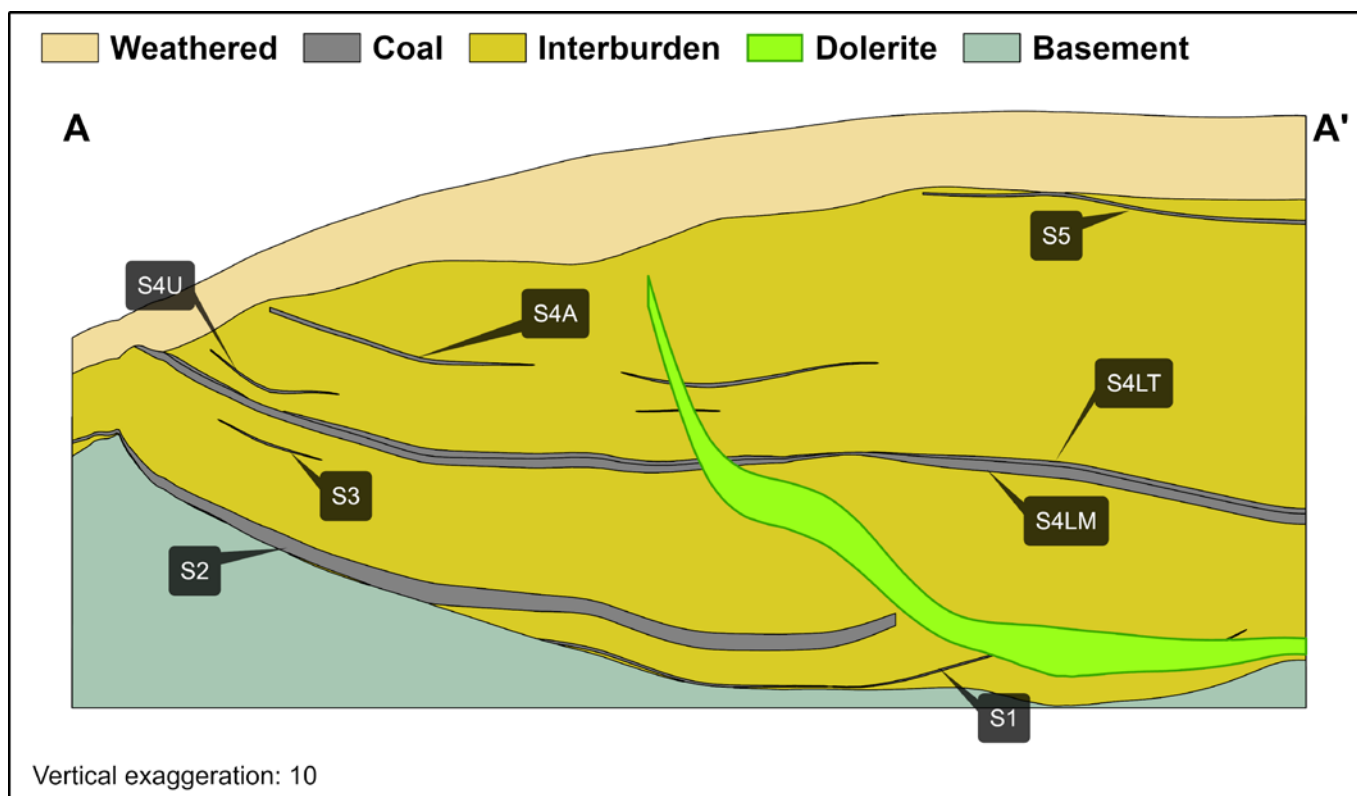 Weathered Coal Interburden Dolerite Basement
A A'
S5
S4U
S4A
S4LT
S3
S4LM
S2
S1
Vertical exaggeration: 10